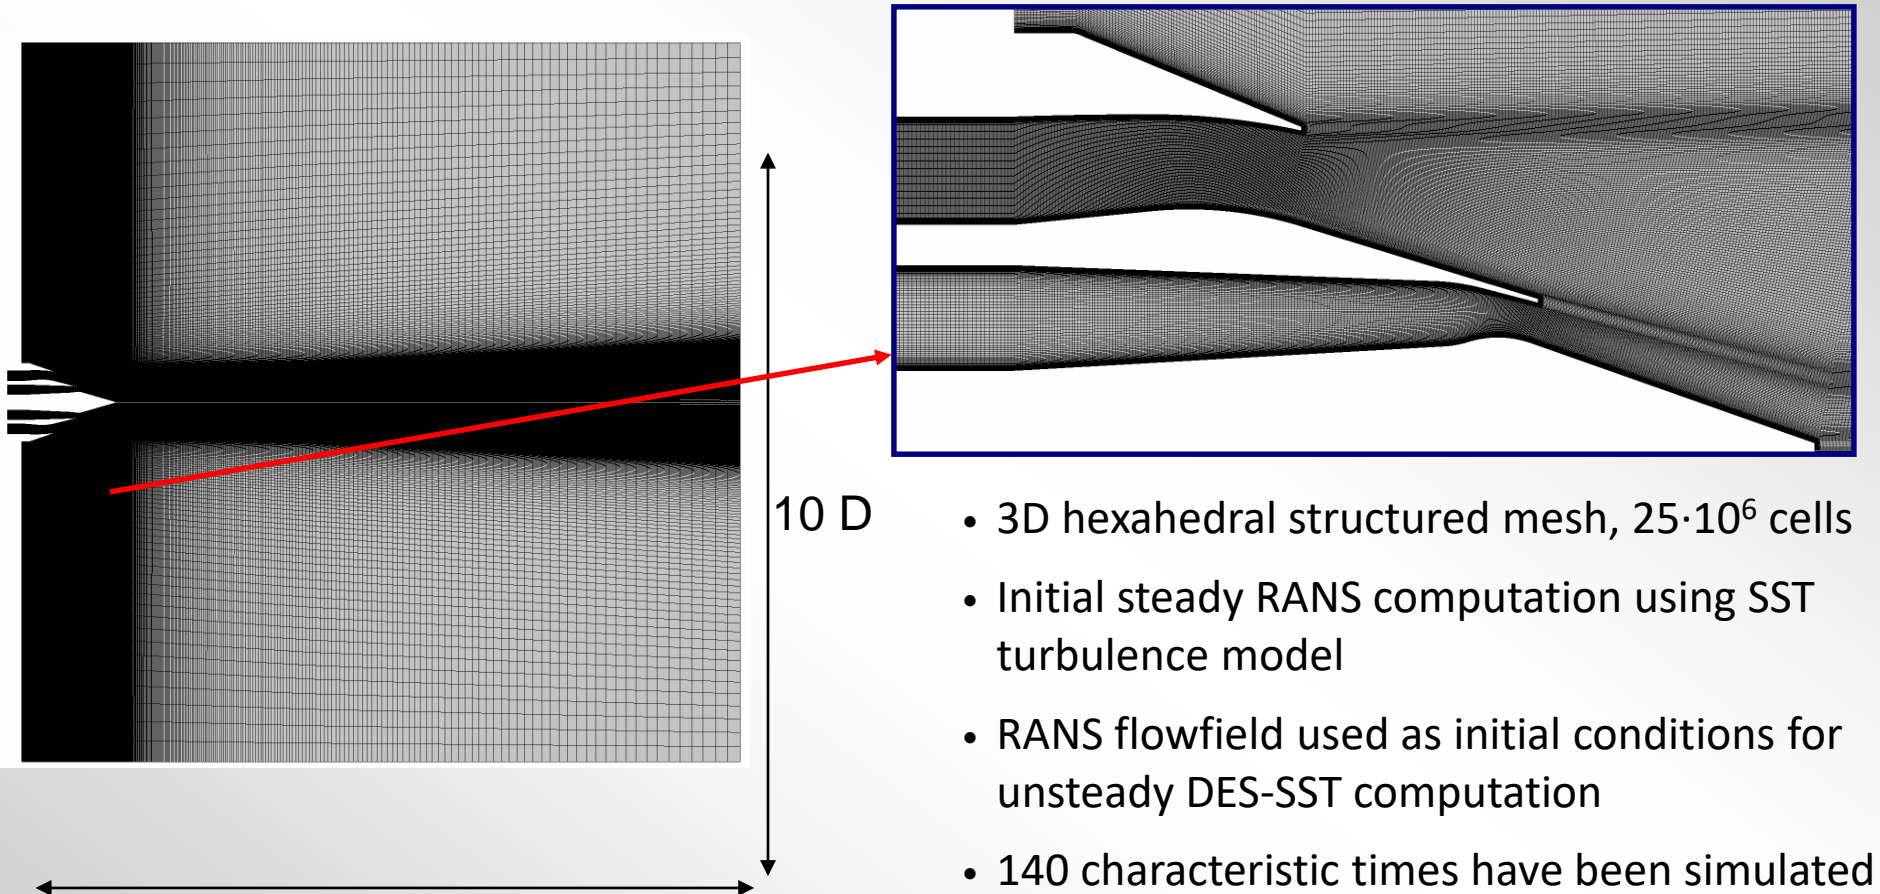 10 D
• 3D hexahedral structured mesh, 25·10⁶ cells
• Initial steady RANS computation using SST
turbulence model
• RANS flowfield used as initial conditions for
unsteady DES-SST computation
• 140 characteristic times have been simulated